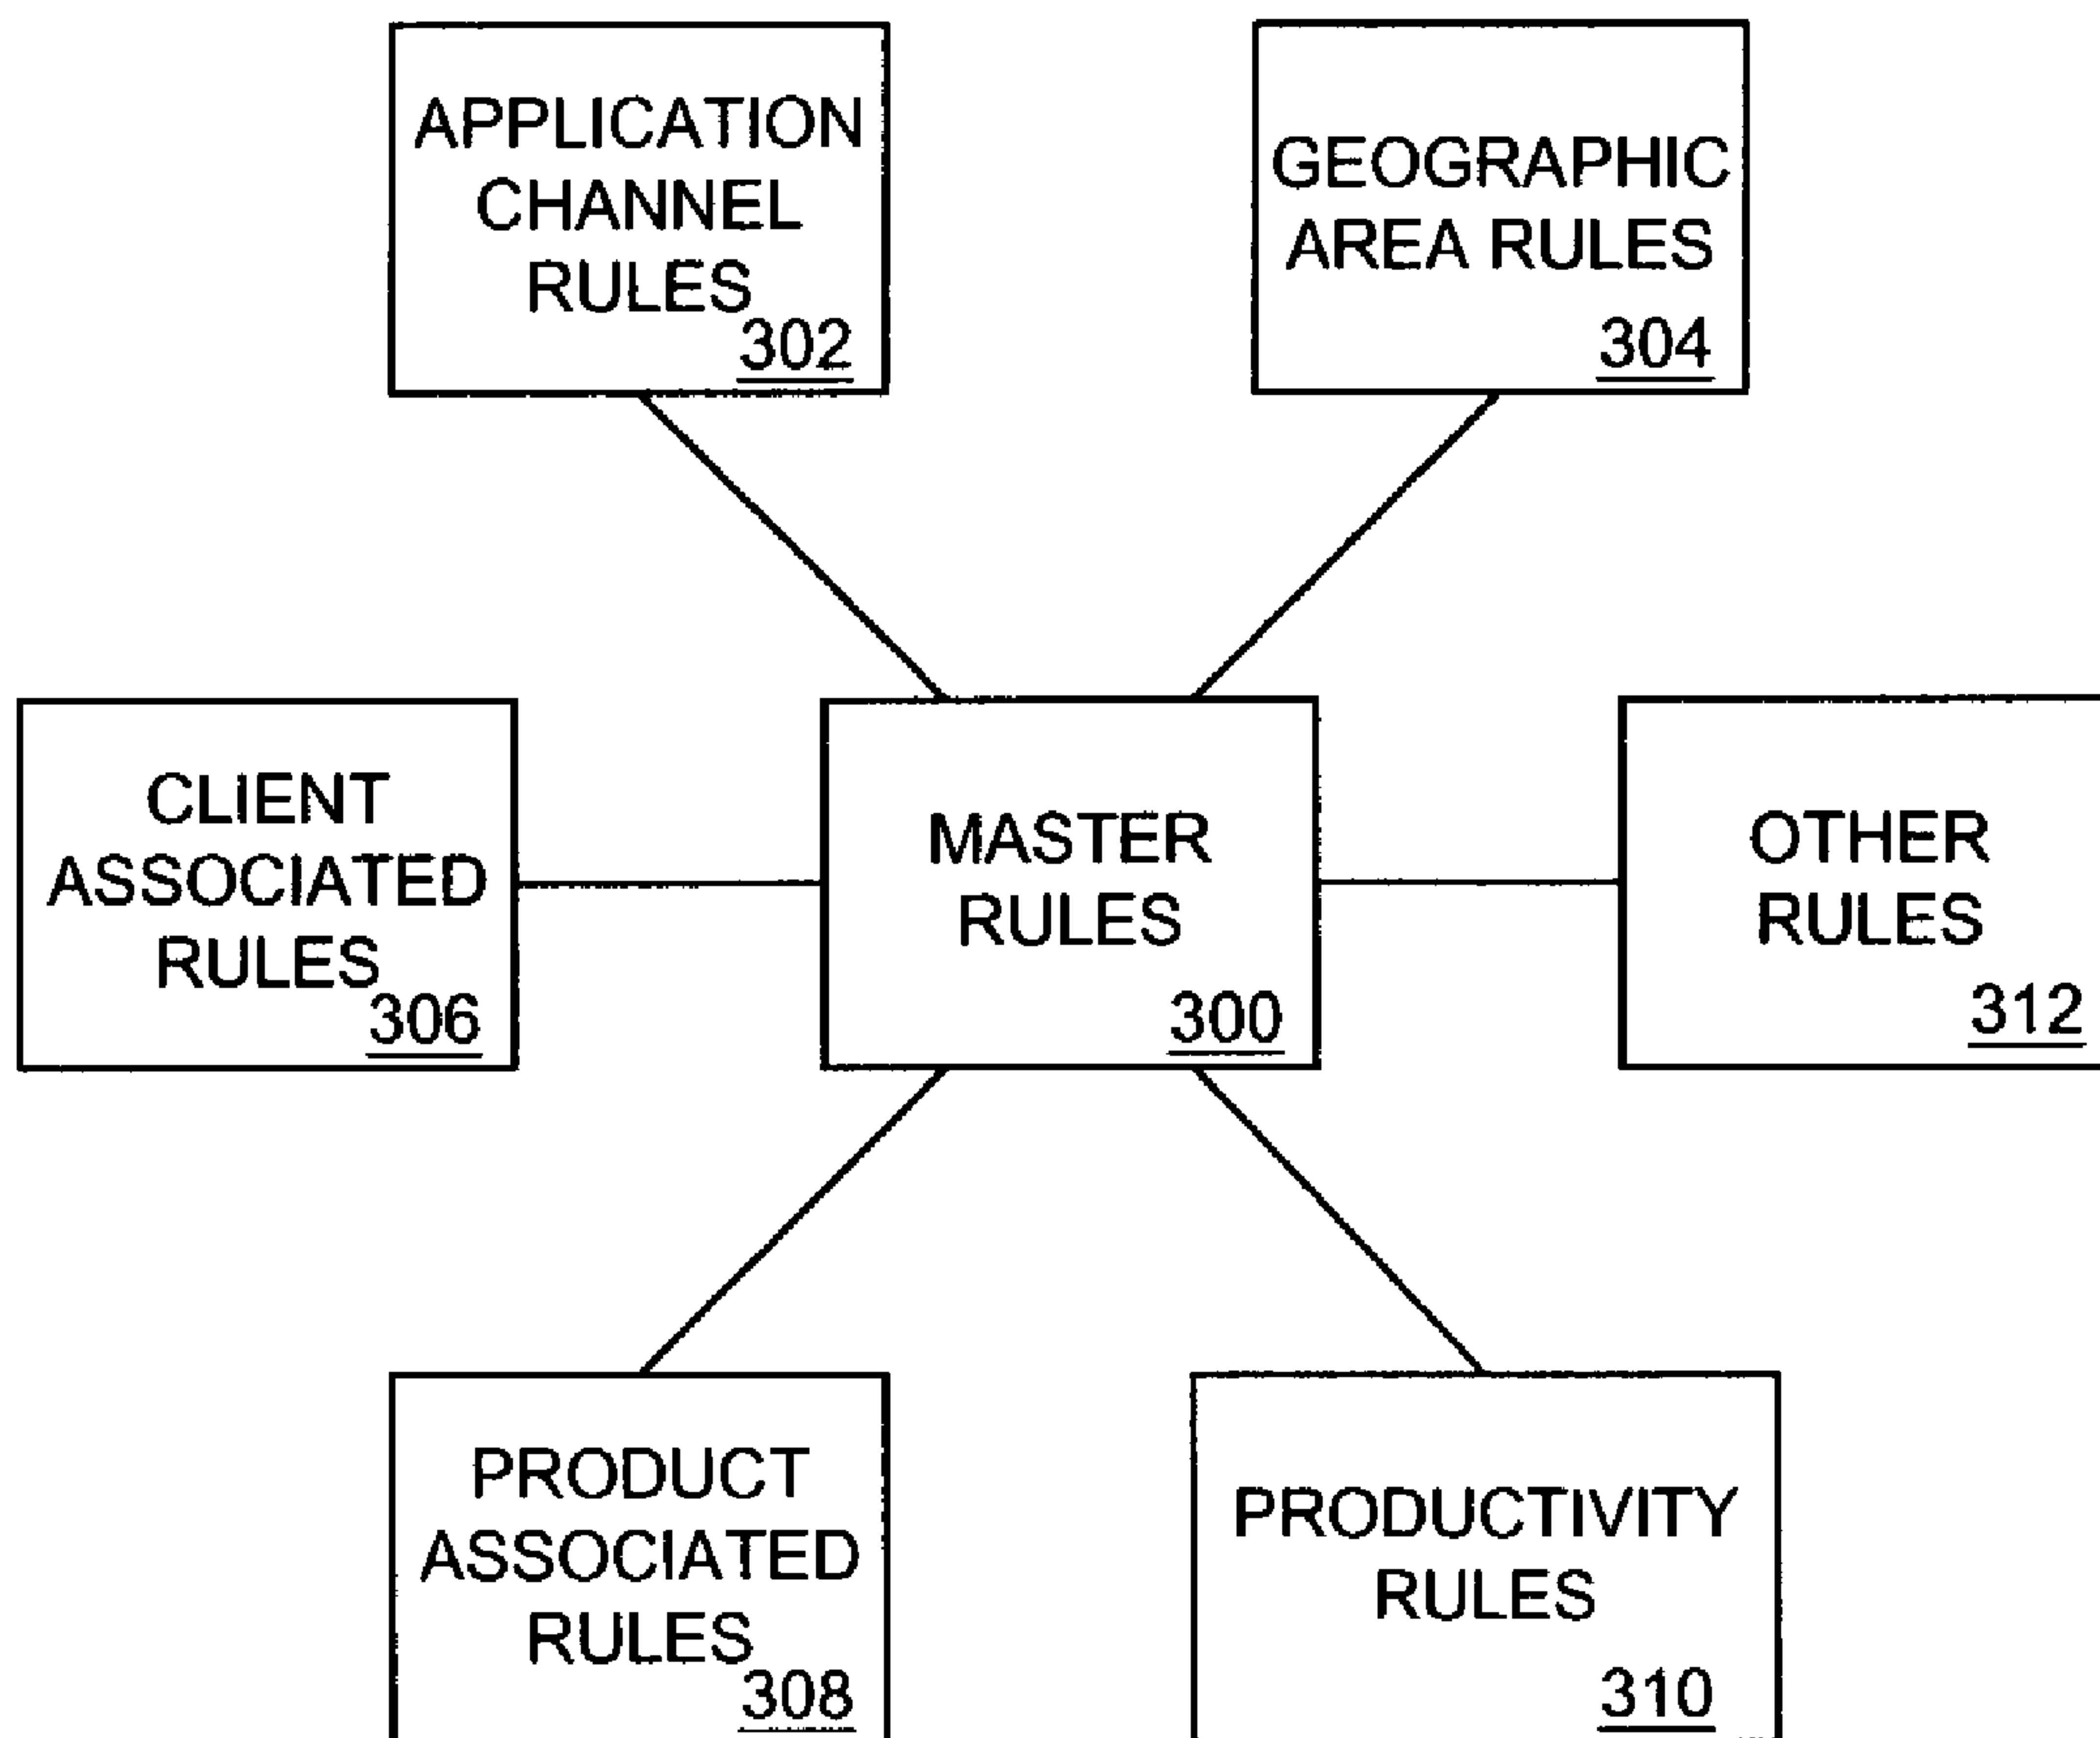 APPLICATION
CHANNEL
RULES
302
GEOGRAPHIC
AREA RULES
304
CLIENT
ASSOCIATED
RULES
306
MASTER
RULES
300
OTHER
RULES
312
PRODUCT
ASSOCIATED
RULES
308
PRODUCTIVITY
RULES
310